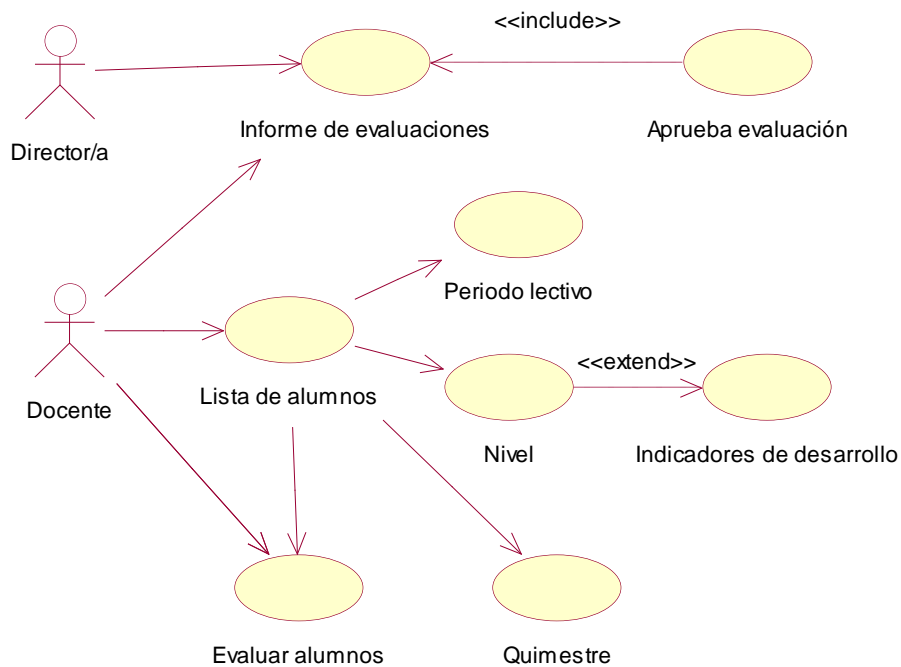 <<include>>
Informe de evaluaciones
Aprueba evaluación
Director/a
Periodo lectivo
<<extend>>
Lista de alumnos
Docente
Nivel
Indicadores de desarrollo
Evaluar alumnos
Quimestre